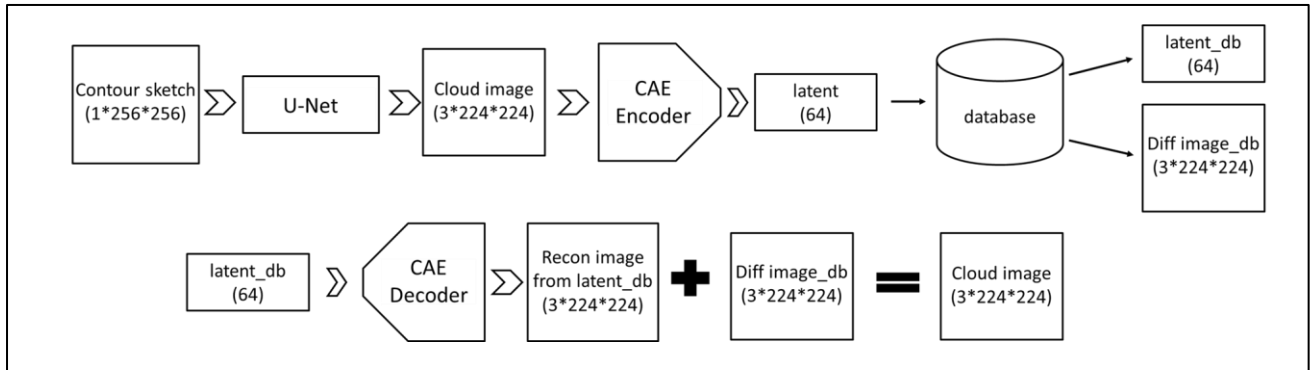 Contour sketch
(1*256*256)
U-Net
Cloud image
(3*224*224)
CAE
Encoder
latent
(64)
database
latent_db
(64)
Diff image_db
(3*224*224)
latent_db
(64)
CAE
Decoder
Recon image
from latent_db
(3*224*224)
Diff image_db
(3*224*224)
Cloud image
(3*224*224)